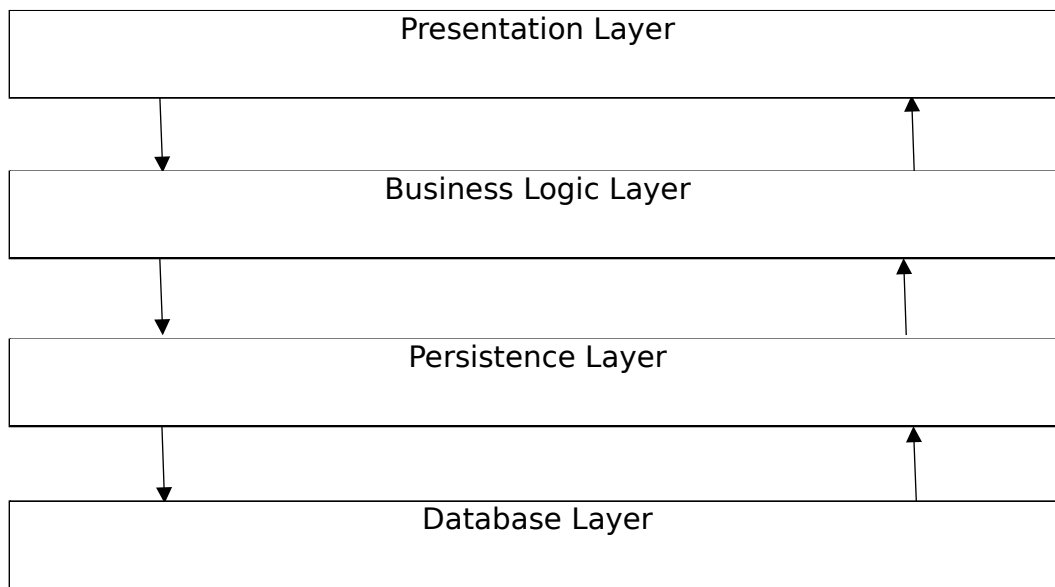 Presentation Layer
Business Logic Layer
Persistence Layer
Database Layer